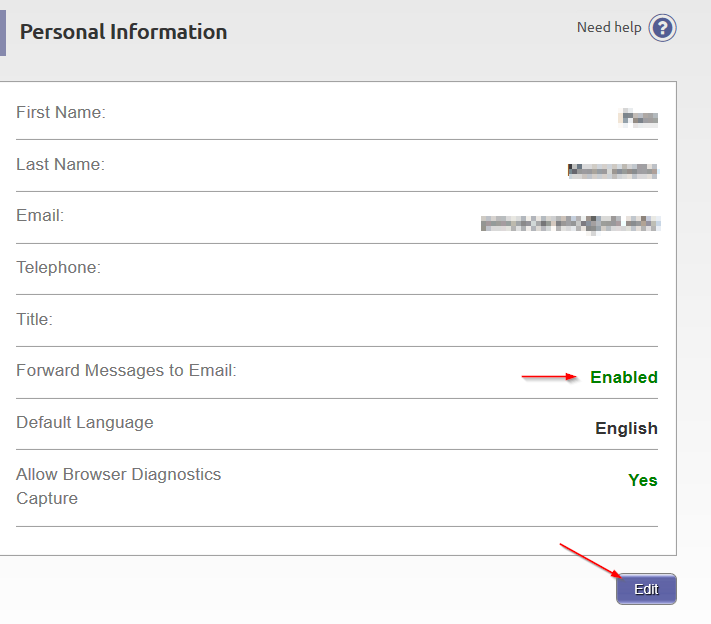 Personal Information
Need help ?
First Name:
Last Name:
Email:
Telephone:
Title:
Forward Messages to Email:
Enabled
Default Language
English
Allow Browser Diagnostics
Capture
Yes
Edit